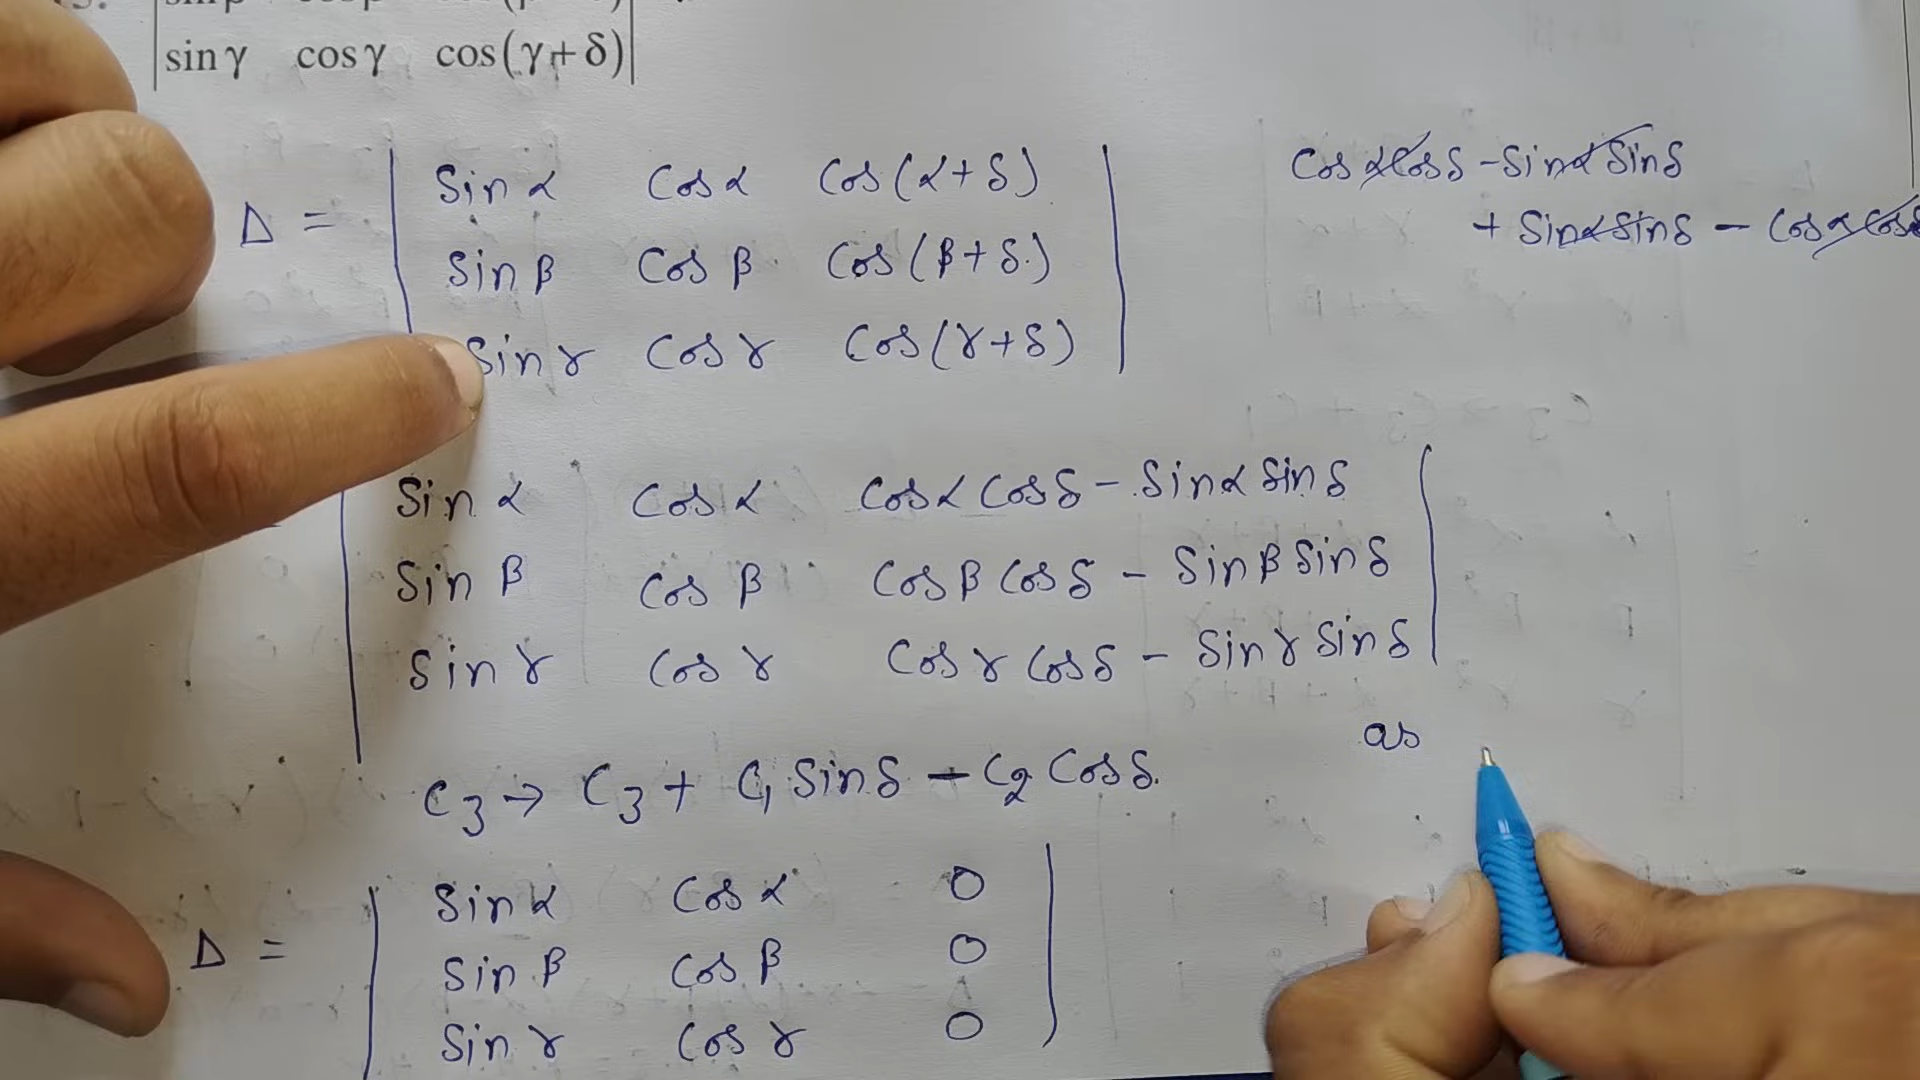 sinγ cosγ cos(γ+δ)
Δ =
Sin α Cos α Cos(α+δ)
Sin β Cos β Cos(β+δ)
Sin γ Cos γ Cos(γ+δ)
Cos α Cos δ - Sin α Sin δ
+ Sin α Sin δ - Cos α Cos δ
Sin α Cos α Cos α Cos δ - Sin α Sin δ
Sin β Cos β Cos β Cos δ - Sin β Sin δ
Sin γ Cos γ Cos γ Cos δ - Sin γ Sin δ
as
C3 → C3 + C1 Sin δ - C2 Cos δ.
Δ =
Sin α Cos α 0
Sin β Cos β 0
Sin γ Cos γ 0